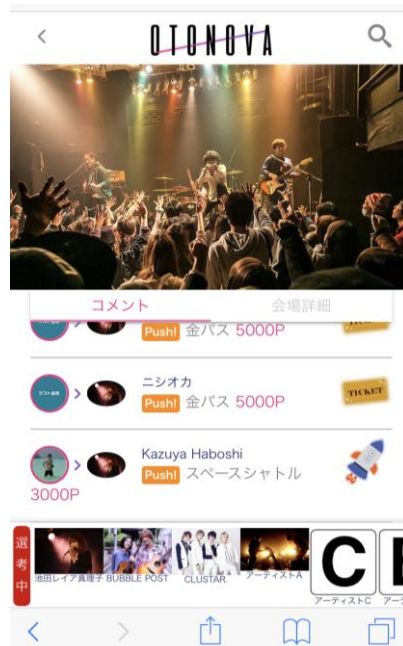 OTONOVA
コメント
会場詳細
Push! 金パス 5000P
ニシオカ
Push! 金パス 5000P
TICKET
Kazuya Haboshi
Push! スペースシャトル
3000P
選考中
池田レイア真理子
BUBBLE POST
CLUSTAR.
アーティストA
C
アーティストC